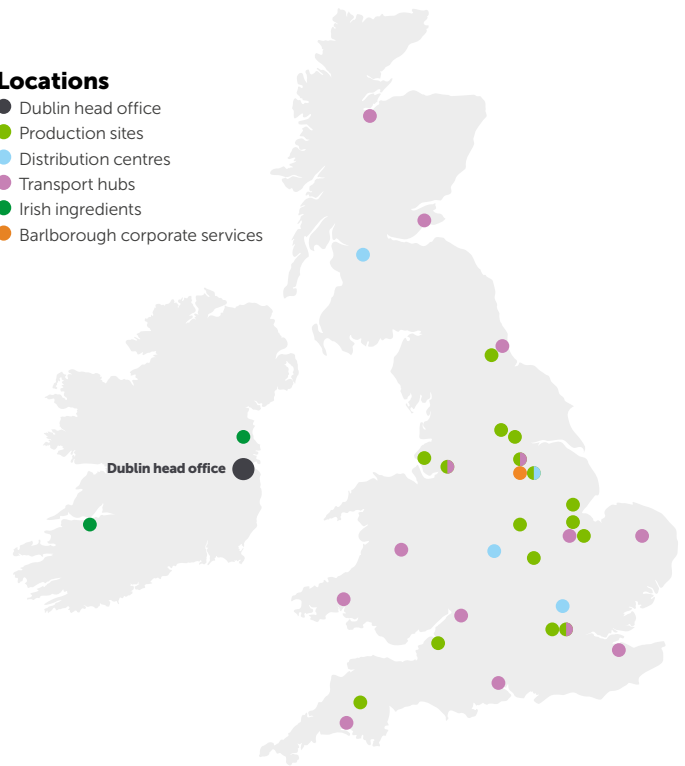 Locations
Dublin head office
Production sites
Distribution centres
Transport hubs
Irish ingredients
Barlborough corporate services
Dublin head office